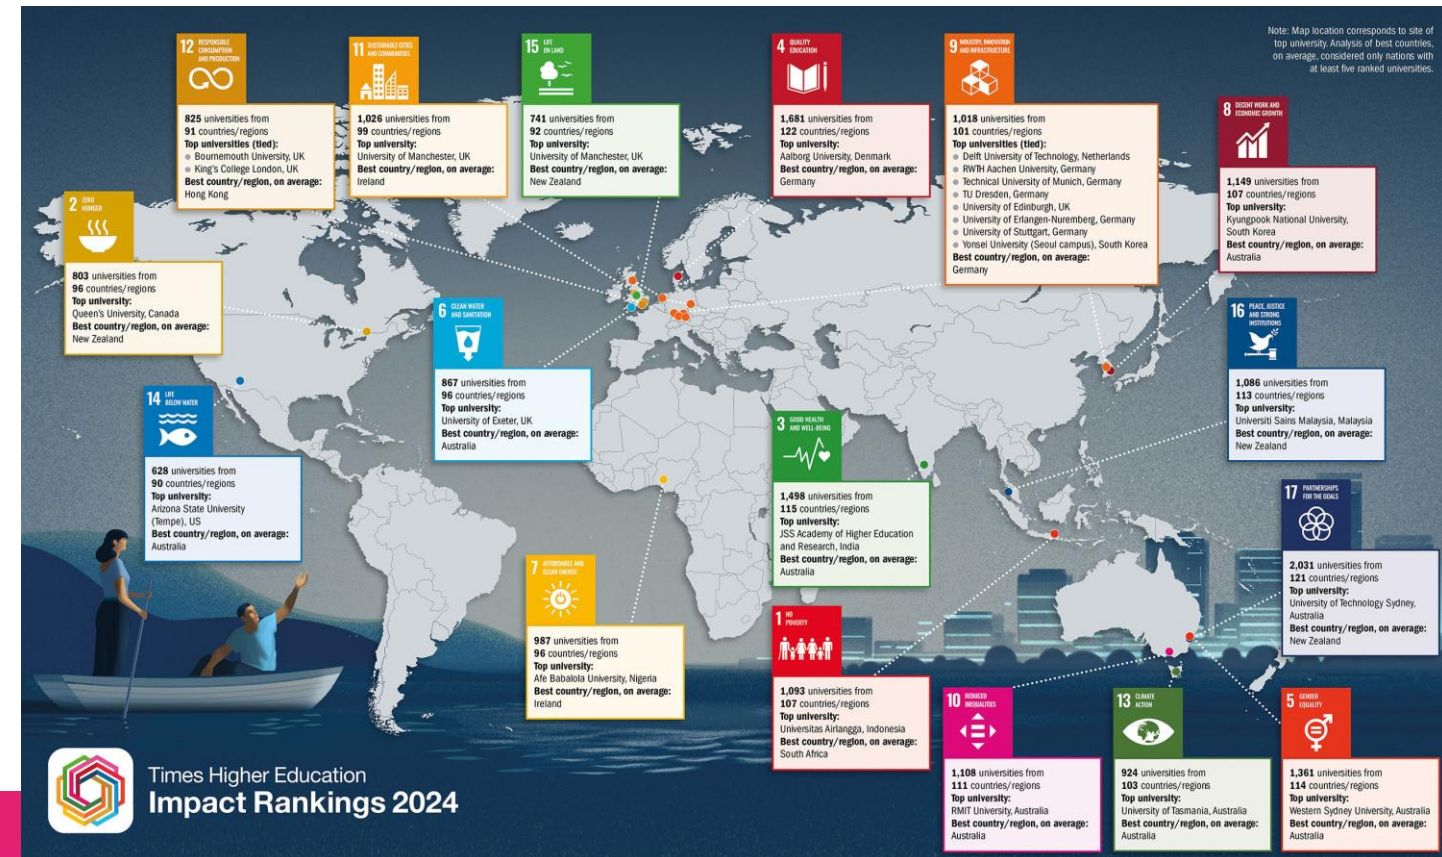 Note: Map location corresponds to site of
top university. Analysis of best countries,
on average, considered only nations with
at least five ranked universities.
12 RESPONSIBLE
CONSUMPTION
AND PRODUCTION
825 universities from
91 countries/regions
Top universities (tied):
Bournemouth University, UK
King's College London, UK
Best country/region, on average:
Hong Kong
11 SUSTAINABLE CITIES
AND COMMUNITIES
1,026 universities from
99 countries/regions
Top university:
University of Manchester, UK
Best country/region, on average:
Ireland
15 LIFE
ON LAND
741 universities from
92 countries/regions
Top university:
University of Manchester, UK
Best country/region, on average:
New Zealand
4 QUALITY
EDUCATION
1,681 universities from
122 countries/regions
Top university:
Aalborg University, Denmark
Best country/region, on average:
Germany
9 INDUSTRY, INNOVATION
AND INFRASTRUCTURE
1,018 universities from
101 countries/regions
Top universities (tied):
Delft University of Technology, Netherlands
RWTH Aachen University, Germany
Technical University of Munich, Germany
TU Dresden, Germany
University of Edinburgh, UK
University of Erlangen-Nuremberg, Germany
University of Stuttgart, Germany
Yonsei University (Seoul campus), South Korea
Best country/region, on average:
Germany
8 DECENT WORK AND
ECONOMIC GROWTH
1,149 universities from
107 countries/regions
Top university:
Kyungpook National University,
South Korea
Best country/region, on average:
Australia
2 ZERO
HUNGER
803 universities from
96 countries/regions
Top university:
Queen's University, Canada
Best country/region, on average:
New Zealand
6 CLEAN WATER
AND SANITATION
867 universities from
96 countries/regions
Top university:
University of Exeter, UK
Best country/region, on average:
Australia
16 PEACE, JUSTICE
AND STRONG
INSTITUTIONS
1,086 universities from
113 countries/regions
Top university:
Universiti Sains Malaysia, Malaysia
Best country/region, on average:
New Zealand
14 LIFE
BELOW WATER
628 universities from
90 countries/regions
Top university:
Arizona State University
(Tempe), US
Best country/region, on average:
Australia
3 GOOD HEALTH
AND WELL-BEING
1,498 universities from
115 countries/regions
Top university:
JSS Academy of Higher Education
and Research, India
Best country/region, on average:
Australia
17 PARTNERSHIPS
FOR THE GOALS
2,031 universities from
121 countries/regions
Top university:
University of Technology Sydney,
Australia
Best country/region, on average:
New Zealand
7 AFFORDABLE AND
CLEAN ENERGY
987 universities from
96 countries/regions
Top university:
Afe Babalola University, Nigeria
Best country/region, on average:
Ireland
1 NO
POVERTY
1,093 universities from
107 countries/regions
Top university:
Universitas Airlangga, Indonesia
Best country/region, on average:
South Africa
10 REDUCED
INEQUALITIES
1,108 universities from
111 countries/regions
Top university:
RMIT University, Australia
Best country/region, on average:
Australia
13 CLIMATE
ACTION
924 universities from
103 countries/regions
Top university:
University of Tasmania, Australia
Best country/region, on average:
Australia
5 GENDER
EQUALITY
1,361 universities from
114 countries/regions
Top university:
Western Sydney University, Australia
Best country/region, on average:
Australia
Times Higher Education
Impact Rankings 2024